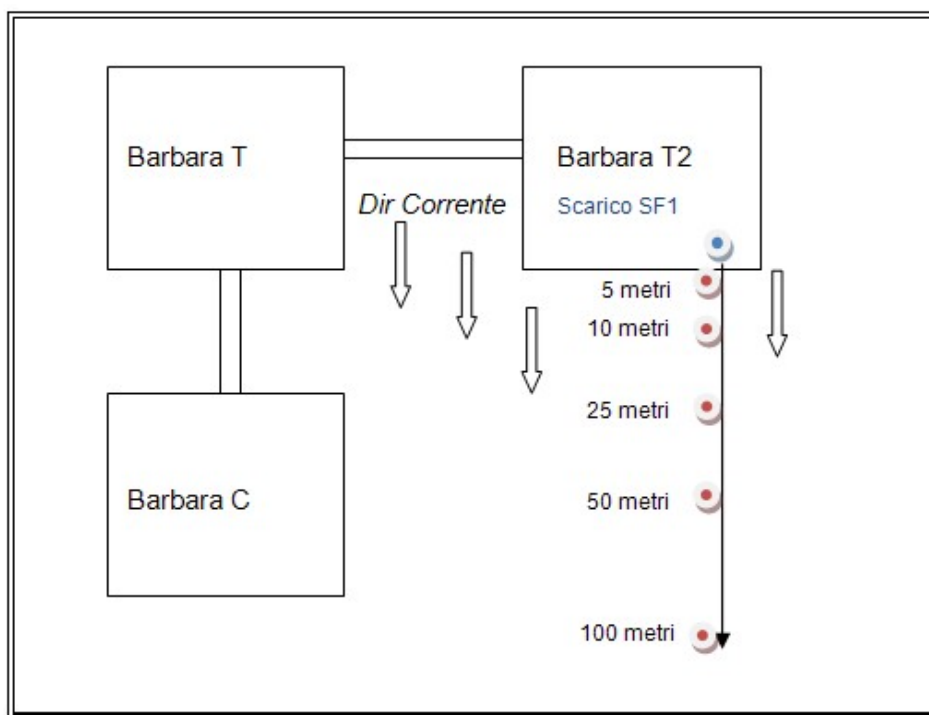 Barbara T
Barbara T2
Dir Corrente
Scarico SF1
5 metri
10 metri
25 metri
Barbara C
50 metri
100 metri